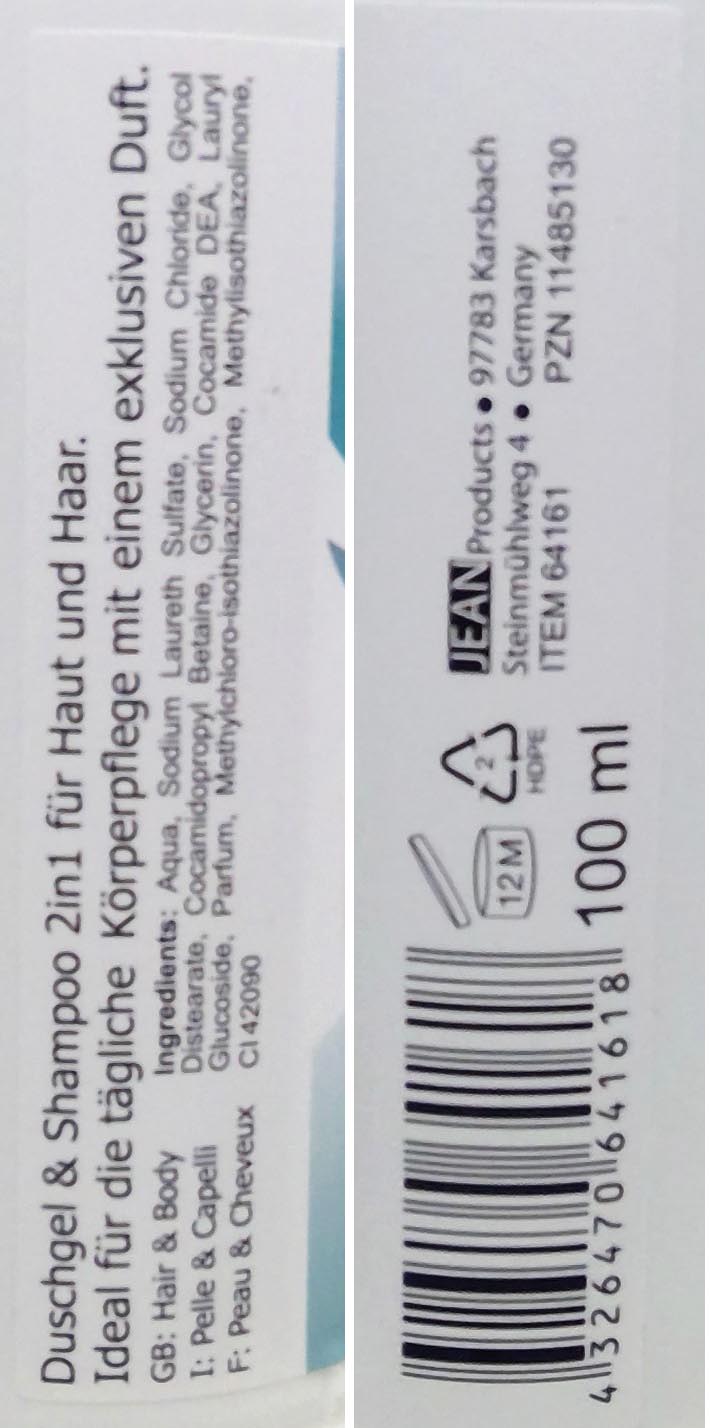 Duschgel & Shampoo 2in1 für Haut und Haar.
Ideal für die tägliche Körperpflege mit einem exklusiven Duft.
GB: Hair & Body
I: Pelle & Capelli
F: Peau & Cheveux
Ingredients: Aqua, Sodium Laureth Sulfate, Sodium Chloride, Glycol
Distearate, Cocamidopropyl Betaine, Glycerin, Cocamide DEA, Lauryl
Glucoside, Parfum, Methylchloro-isothiazolinone, Methylisothiazolinone,
CI 42090
JEAN Products • 97783 Karsbach
Steinmühlweg 4 • Germany
ITEM 64161 PZN 11485130
12 M
2
HDPE
100 ml
4 326470 641618